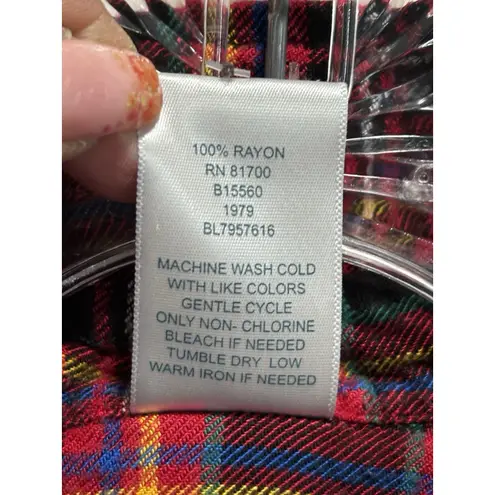 100% RAYON
RN 81700
B15560
1979
BL7957616
MACHINE WASH COLD
WITH LIKE COLORS
GENTLE CYCLE
ONLY NON- CHLORINE
BLEACH IF NEEDED
TUMBLE DRY LOW
WARM IRON IF NEEDED